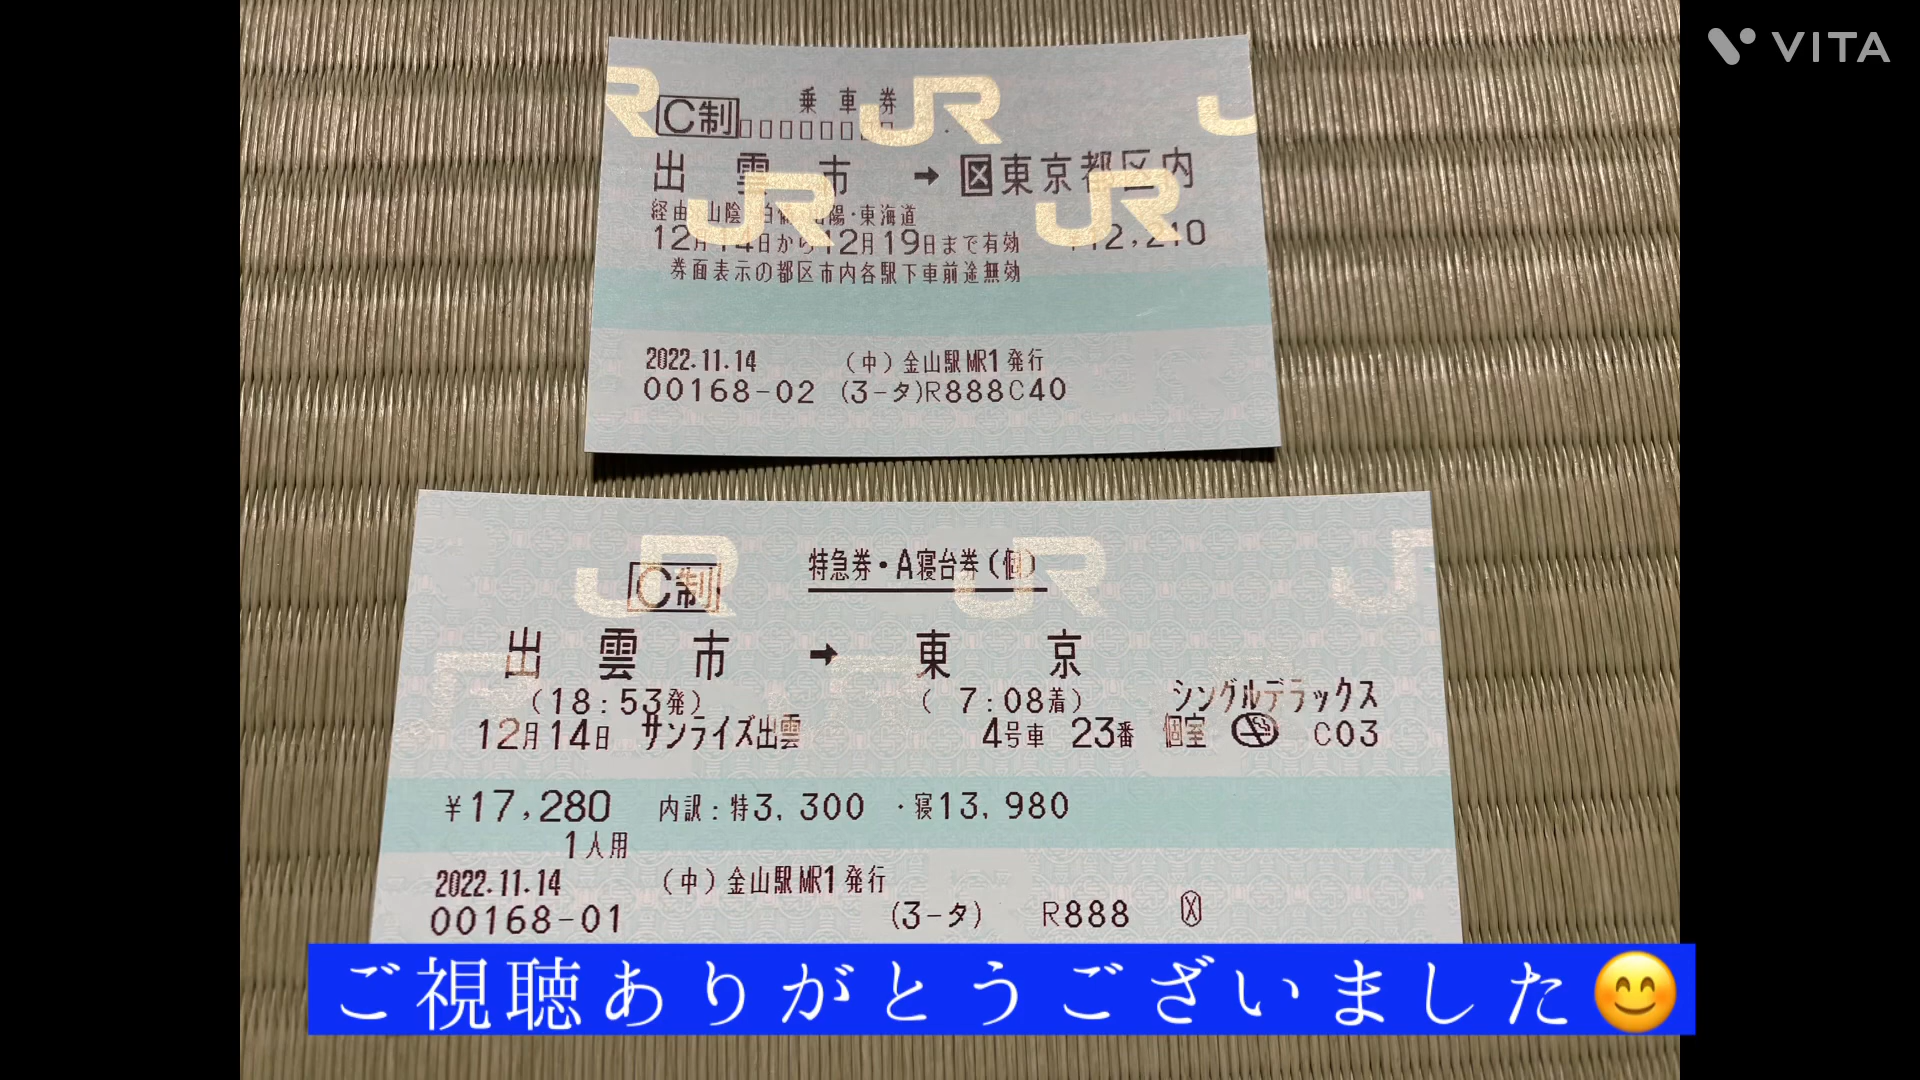 VITA
乗車券
C制
出雲市→区東京都区内
経由 山陰・伯備・山陽・東海道
12月14日から12月19日まで有効 ¥12,210
券面表示の都区市内各駅下車前途無効
2022.11.14 (中)金山駅MR1発行
00168-02 (3-タ)R888C40
特急券・A寝台券(個)
C制
出雲市→東京
(18:53発) (7:08着) シングルデラックス
12月14日 サンライズ出雲 4号車 23番 個室 C03
¥17,280 内訳:特3,300・寝13,980
1人用
2022.11.14 (中)金山駅MR1発行
00168-01 (3-タ) R888
ご視聴ありがとうございました😊